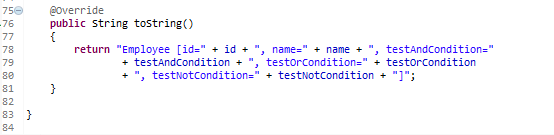 75 @Override
76 public String toString()
77 {
78 return "Employee [id=" + id + ", name=" + name + ", testAndCondition="
79 + testAndCondition + ", testOrCondition=" + testOrCondition
80 + ", testNotCondition=" + testNotCondition + "]";
81 }
82
83 }
84